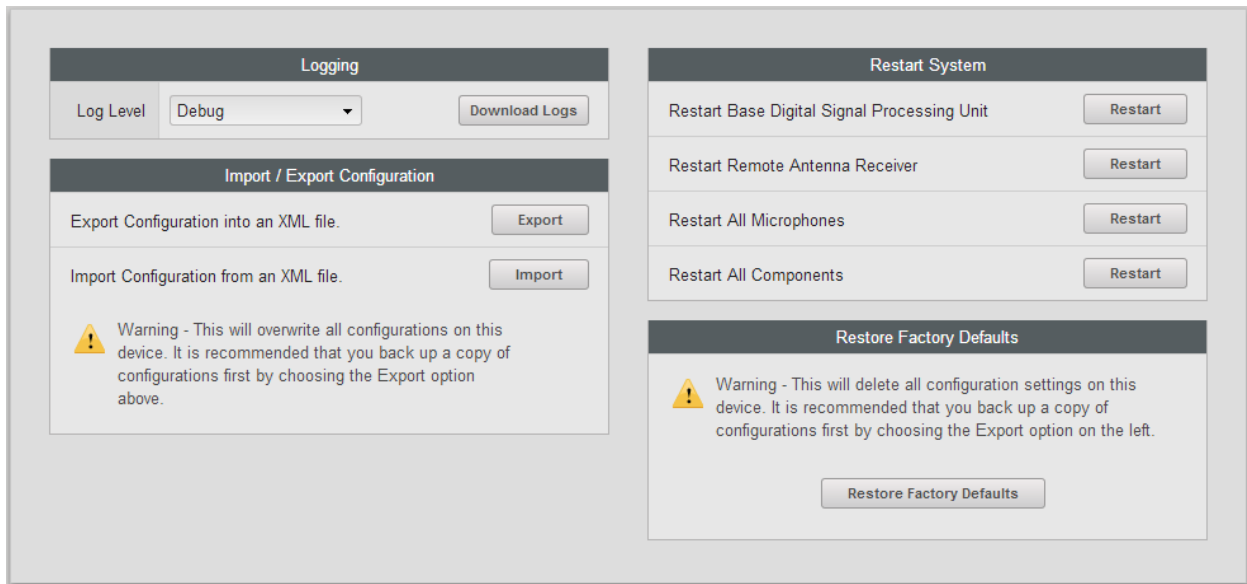 Logging
Log Level Debug Download Logs
Import / Export Configuration
Export Configuration into an XML file. Export
Import Configuration from an XML file. Import
Warning - This will overwrite all configurations on this
device. It is recommended that you back up a copy of
configurations first by choosing the Export option
above.
Restart System
Restart Base Digital Signal Processing Unit Restart
Restart Remote Antenna Receiver Restart
Restart All Microphones Restart
Restart All Components Restart
Restore Factory Defaults
Warning - This will delete all configuration settings on this
device. It is recommended that you back up a copy of
configurations first by choosing the Export option on the left.
Restore Factory Defaults